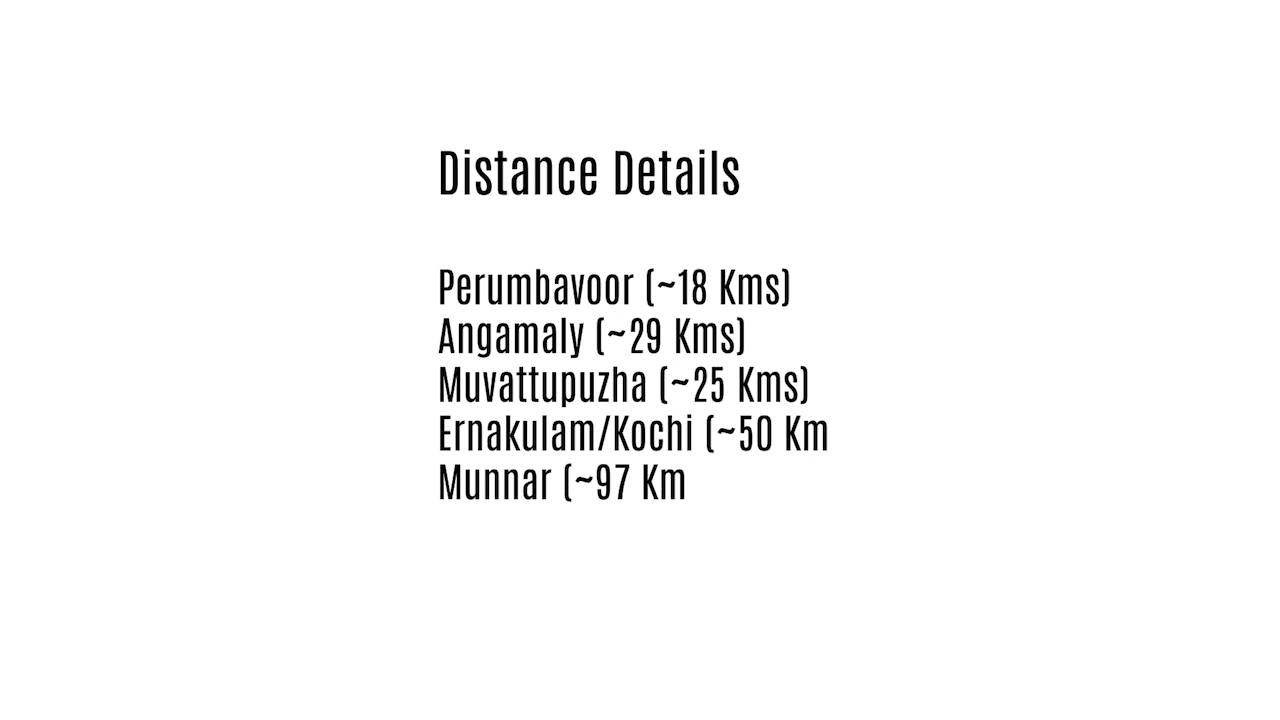 Distance Details
Perumbavoor (~18 Kms)
Angamaly (~29 Kms)
Muvattupuzha (~25 Kms)
Ernakulam/Kochi (~50 Km
Munnar (~97 Km